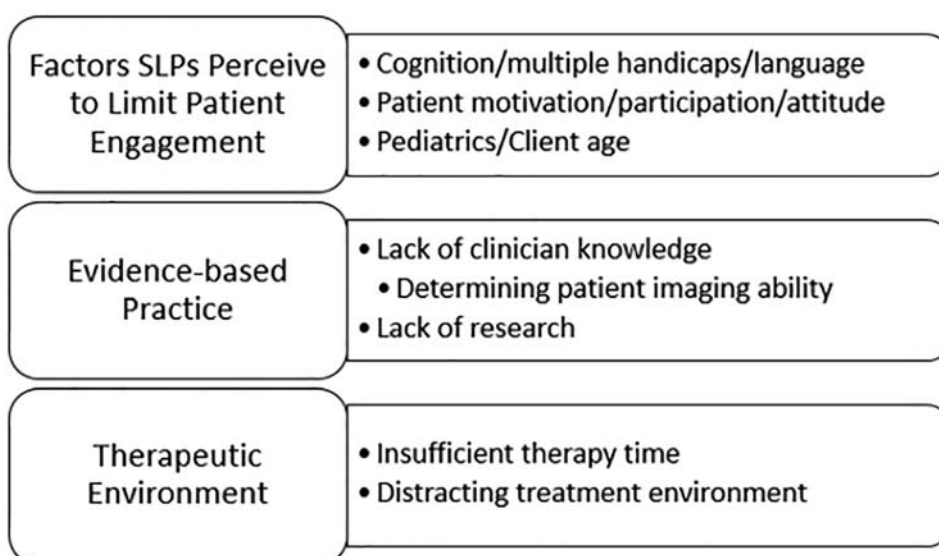 Factors SLPs Perceive
to Limit Patient
Engagement
• Cognition/multiple handicaps/language
• Patient motivation/participation/attitude
• Pediatrics/Client age
Evidence-based
Practice
• Lack of clinician knowledge
• Determining patient imaging ability
• Lack of research
Therapeutic
Environment
• Insufficient therapy time
• Distracting treatment environment